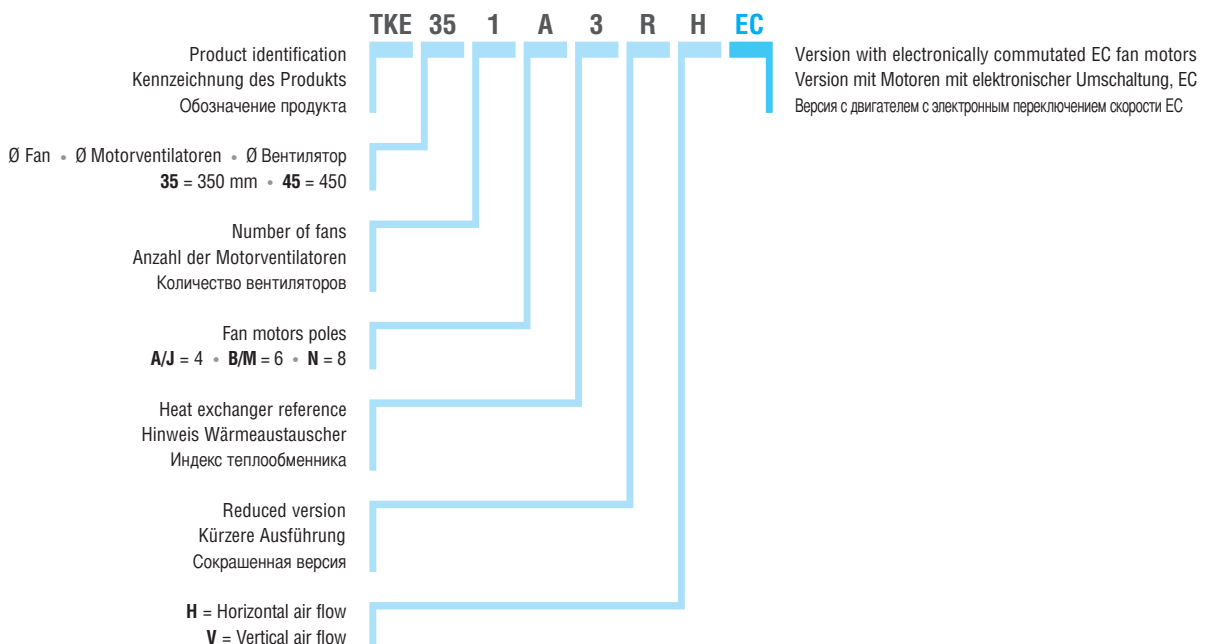 TKE 35 1 A 3 R H EC
Product identification
Kennzeichnung des Produkts
Обозначение продукта
Version with electronically commutated EC fan motors
Version mit Motoren mit elektronischer Umschaltung, EC
Версия с двигателем с электронным переключением скорости EC
Ø Fan • Ø Motorventilatoren • Ø Вентилятор
35 = 350 mm • 45 = 450
Number of fans
Anzahl der Motorventilatoren
Количество вентиляторов
Fan motors poles
A/J = 4 • B/M = 6 • N = 8
Heat exchanger reference
Hinweis Wärmeaustauscher
Индекс теплообменника
Reduced version
Kürzere Ausführung
Сокрашенная версия
H = Horizontal air flow
V = Vertical air flow